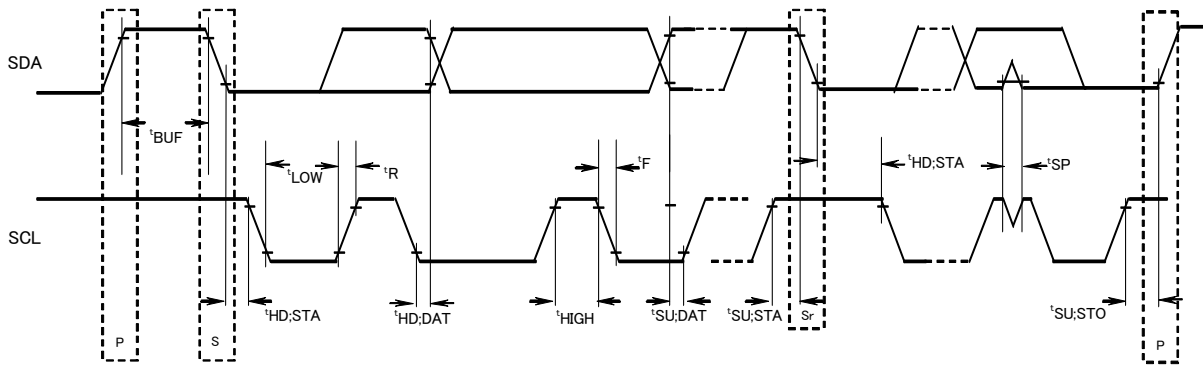 SDA
tBUF
tLOW
tR
tF
tHD;STA
tSP
SCL
tHD;STA
tHD;DAT
tHIGH
tSU;DAT
tSU;STA
Sr
tSU;STO
P
S
P